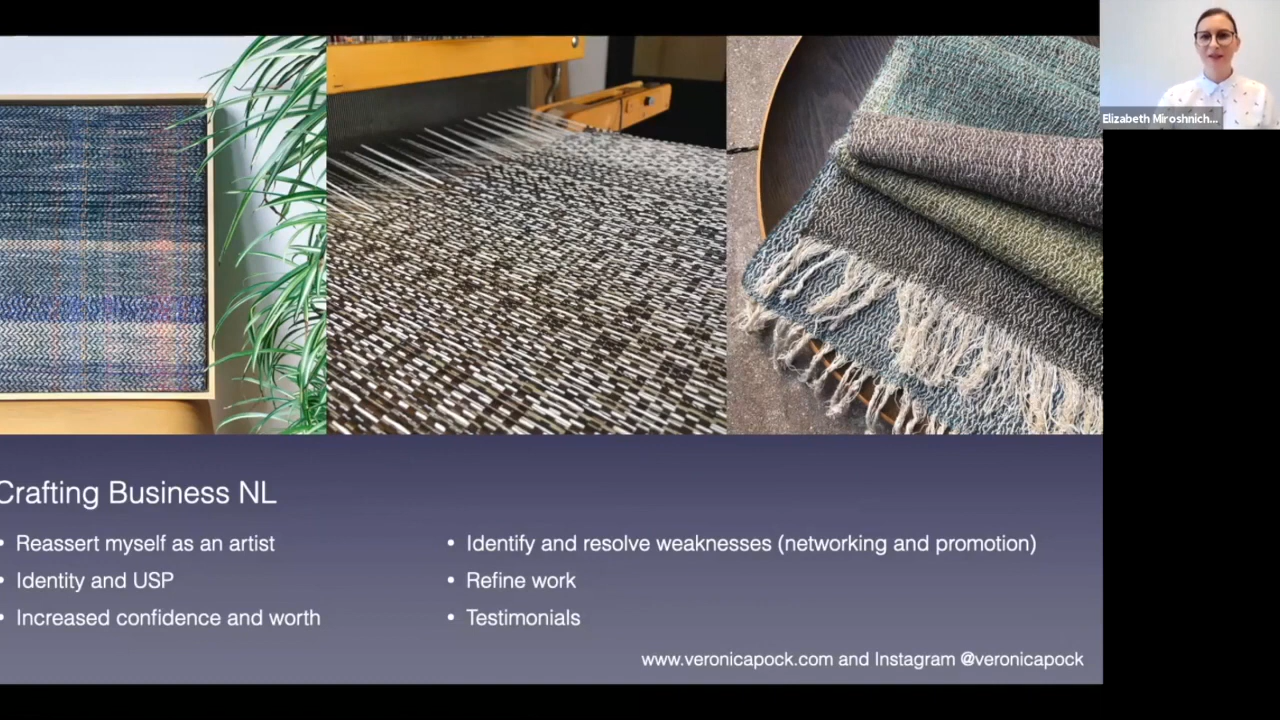 Elizabeth Miroshnich...
Crafting Business NL
• Reassert myself as an artist
• Identity and USP
• Increased confidence and worth
• Identify and resolve weaknesses (networking and promotion)
• Refine work
• Testimonials
www.veronicapock.com and Instagram @veronicapock